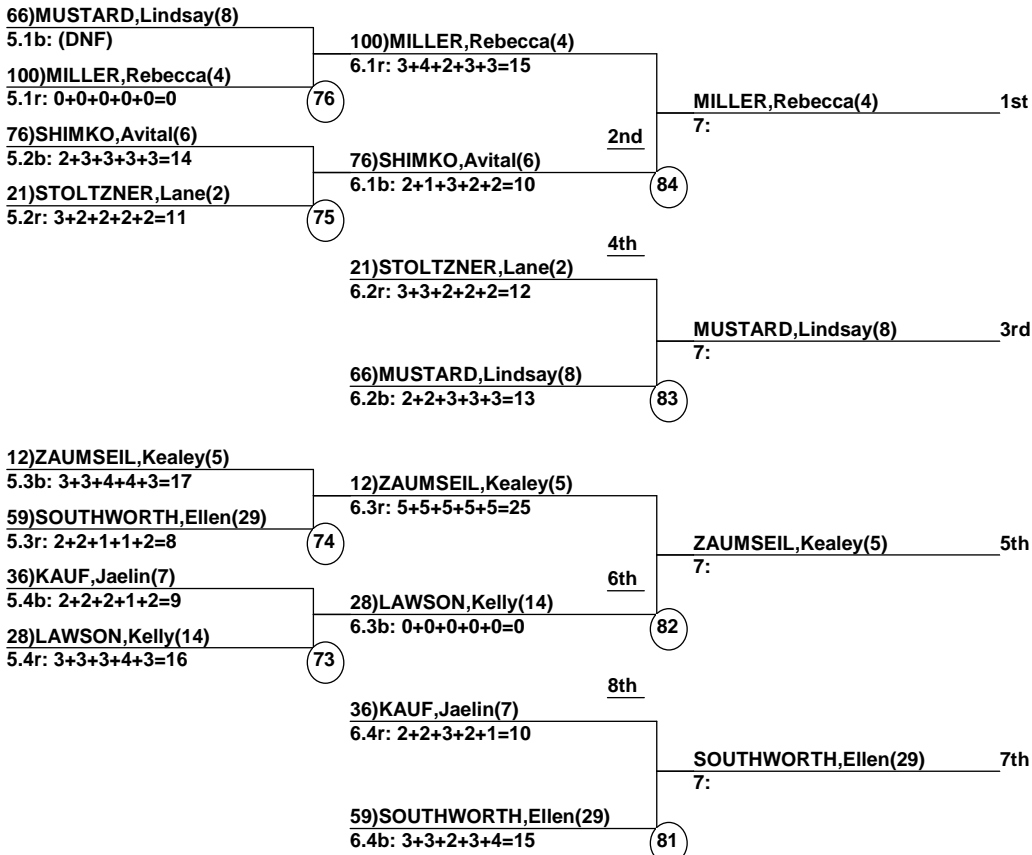 66)MUSTARD,Lindsay(8)
5.1b: (DNF)
100)MILLER,Rebecca(4)
5.1r: 0+0+0+0+0=0
76
100)MILLER,Rebecca(4)
6.1r: 3+4+2+3+3=15
76)SHIMKO,Avital(6)
5.2b: 2+3+3+3+3=14
21)STOLTZNER,Lane(2)
5.2r: 3+2+2+2+2=11
75
76)SHIMKO,Avital(6)
6.1b: 2+1+3+2+2=10
2nd
84
MILLER,Rebecca(4) 1st
7:
4th
21)STOLTZNER,Lane(2)
6.2r: 3+3+2+2+2=12
66)MUSTARD,Lindsay(8)
6.2b: 2+2+3+3+3=13
83
MUSTARD,Lindsay(8) 3rd
7:
12)ZAUMSEIL,Kealey(5)
5.3b: 3+3+4+4+3=17
59)SOUTHWORTH,Ellen(29)
5.3r: 2+2+1+1+2=8
74
12)ZAUMSEIL,Kealey(5)
6.3r: 5+5+5+5+5=25
36)KAUF,Jaelin(7)
5.4b: 2+2+2+1+2=9
28)LAWSON,Kelly(14)
5.4r: 3+3+3+4+3=16
73
28)LAWSON,Kelly(14)
6.3b: 0+0+0+0+0=0
6th
82
ZAUMSEIL,Kealey(5) 5th
7:
8th
36)KAUF,Jaelin(7)
6.4r: 2+2+3+2+1=10
59)SOUTHWORTH,Ellen(29)
6.4b: 3+3+2+3+4=15
81
SOUTHWORTH,Ellen(29) 7th
7: